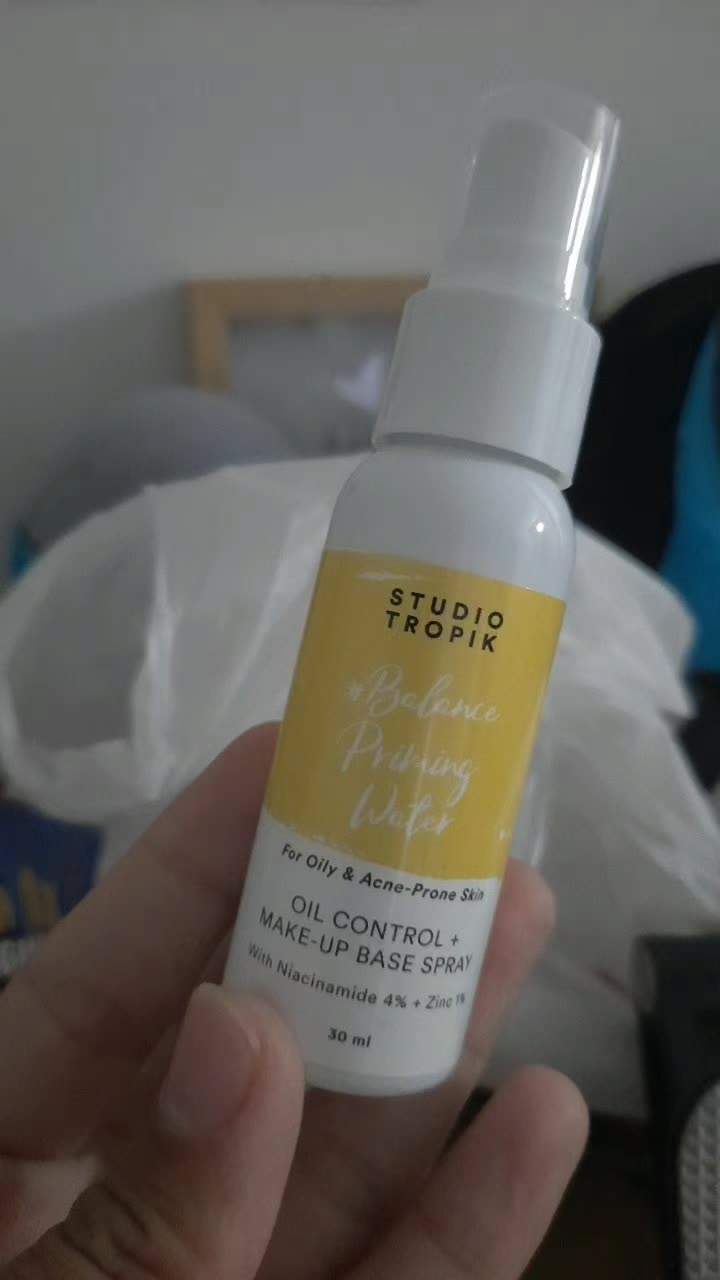 STUDIO
TROPIK
#Balance
Priming
Water
For Oily & Acne-Prone Skin
OIL CONTROL +
MAKE-UP BASE SPRAY
With Niacinamide 4% + Zinc 1%
30 ml